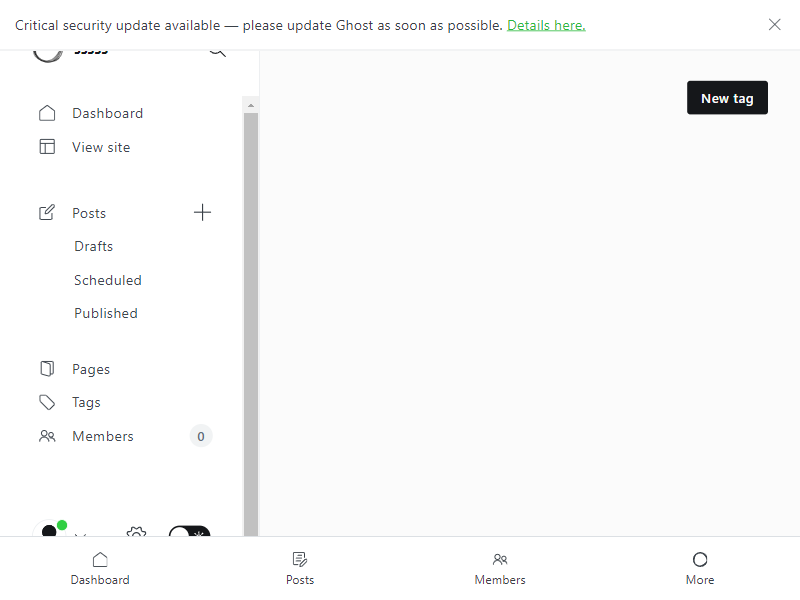 Critical security update available — please update Ghost as soon as possible. Details here.
New tag
Dashboard
View site
Posts
Drafts
Scheduled
Published
Pages
Tags
Members 0
Dashboard
Posts
Members
More